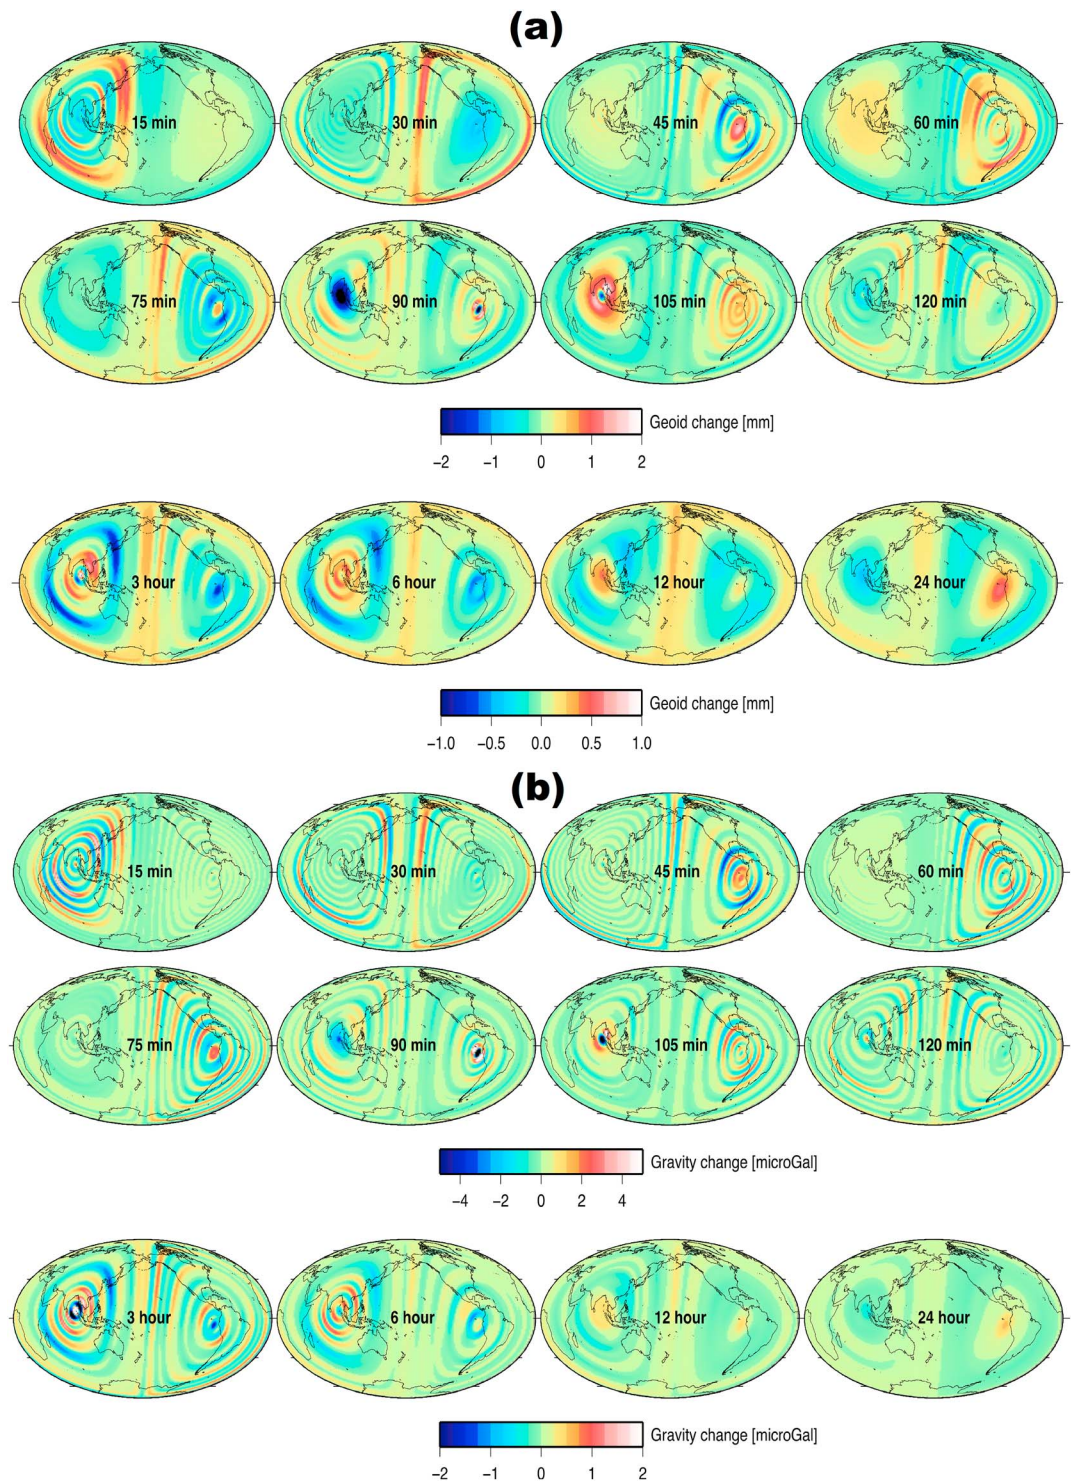 (a)
15 min 30 min 45 min 60 min
75 min 90 min 105 min 120 min
Geoid change [mm]
−2 −1 0 1 2
3 hour 6 hour 12 hour 24 hour
Geoid change [mm]
−1.0 −0.5 0.0 0.5 1.0
(b)
15 min 30 min 45 min 60 min
75 min 90 min 105 min 120 min
Gravity change [microGal]
−4 −2 0 2 4
3 hour 6 hour 12 hour 24 hour
Gravity change [microGal]
−2 −1 0 1 2